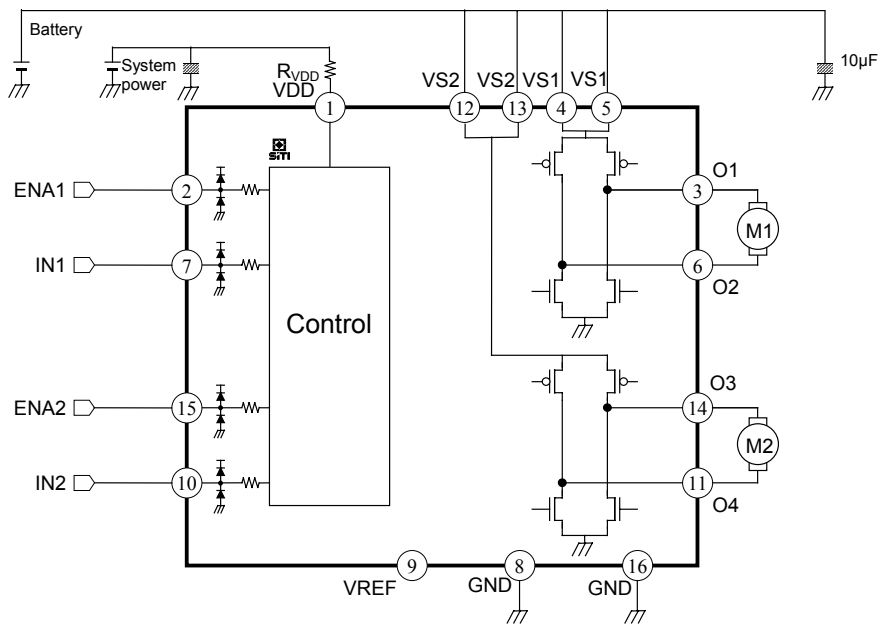 Battery
System
power
10µF
RVDD
VDD
VS2
VS2
VS1
VS1
1
12
13
4
5
SiTI
ENA1
2
IN1
7
ENA2
15
IN2
10
Control
O1
3
M1
6
O2
O3
14
M2
11
O4
9
VREF
8
GND
16
GND